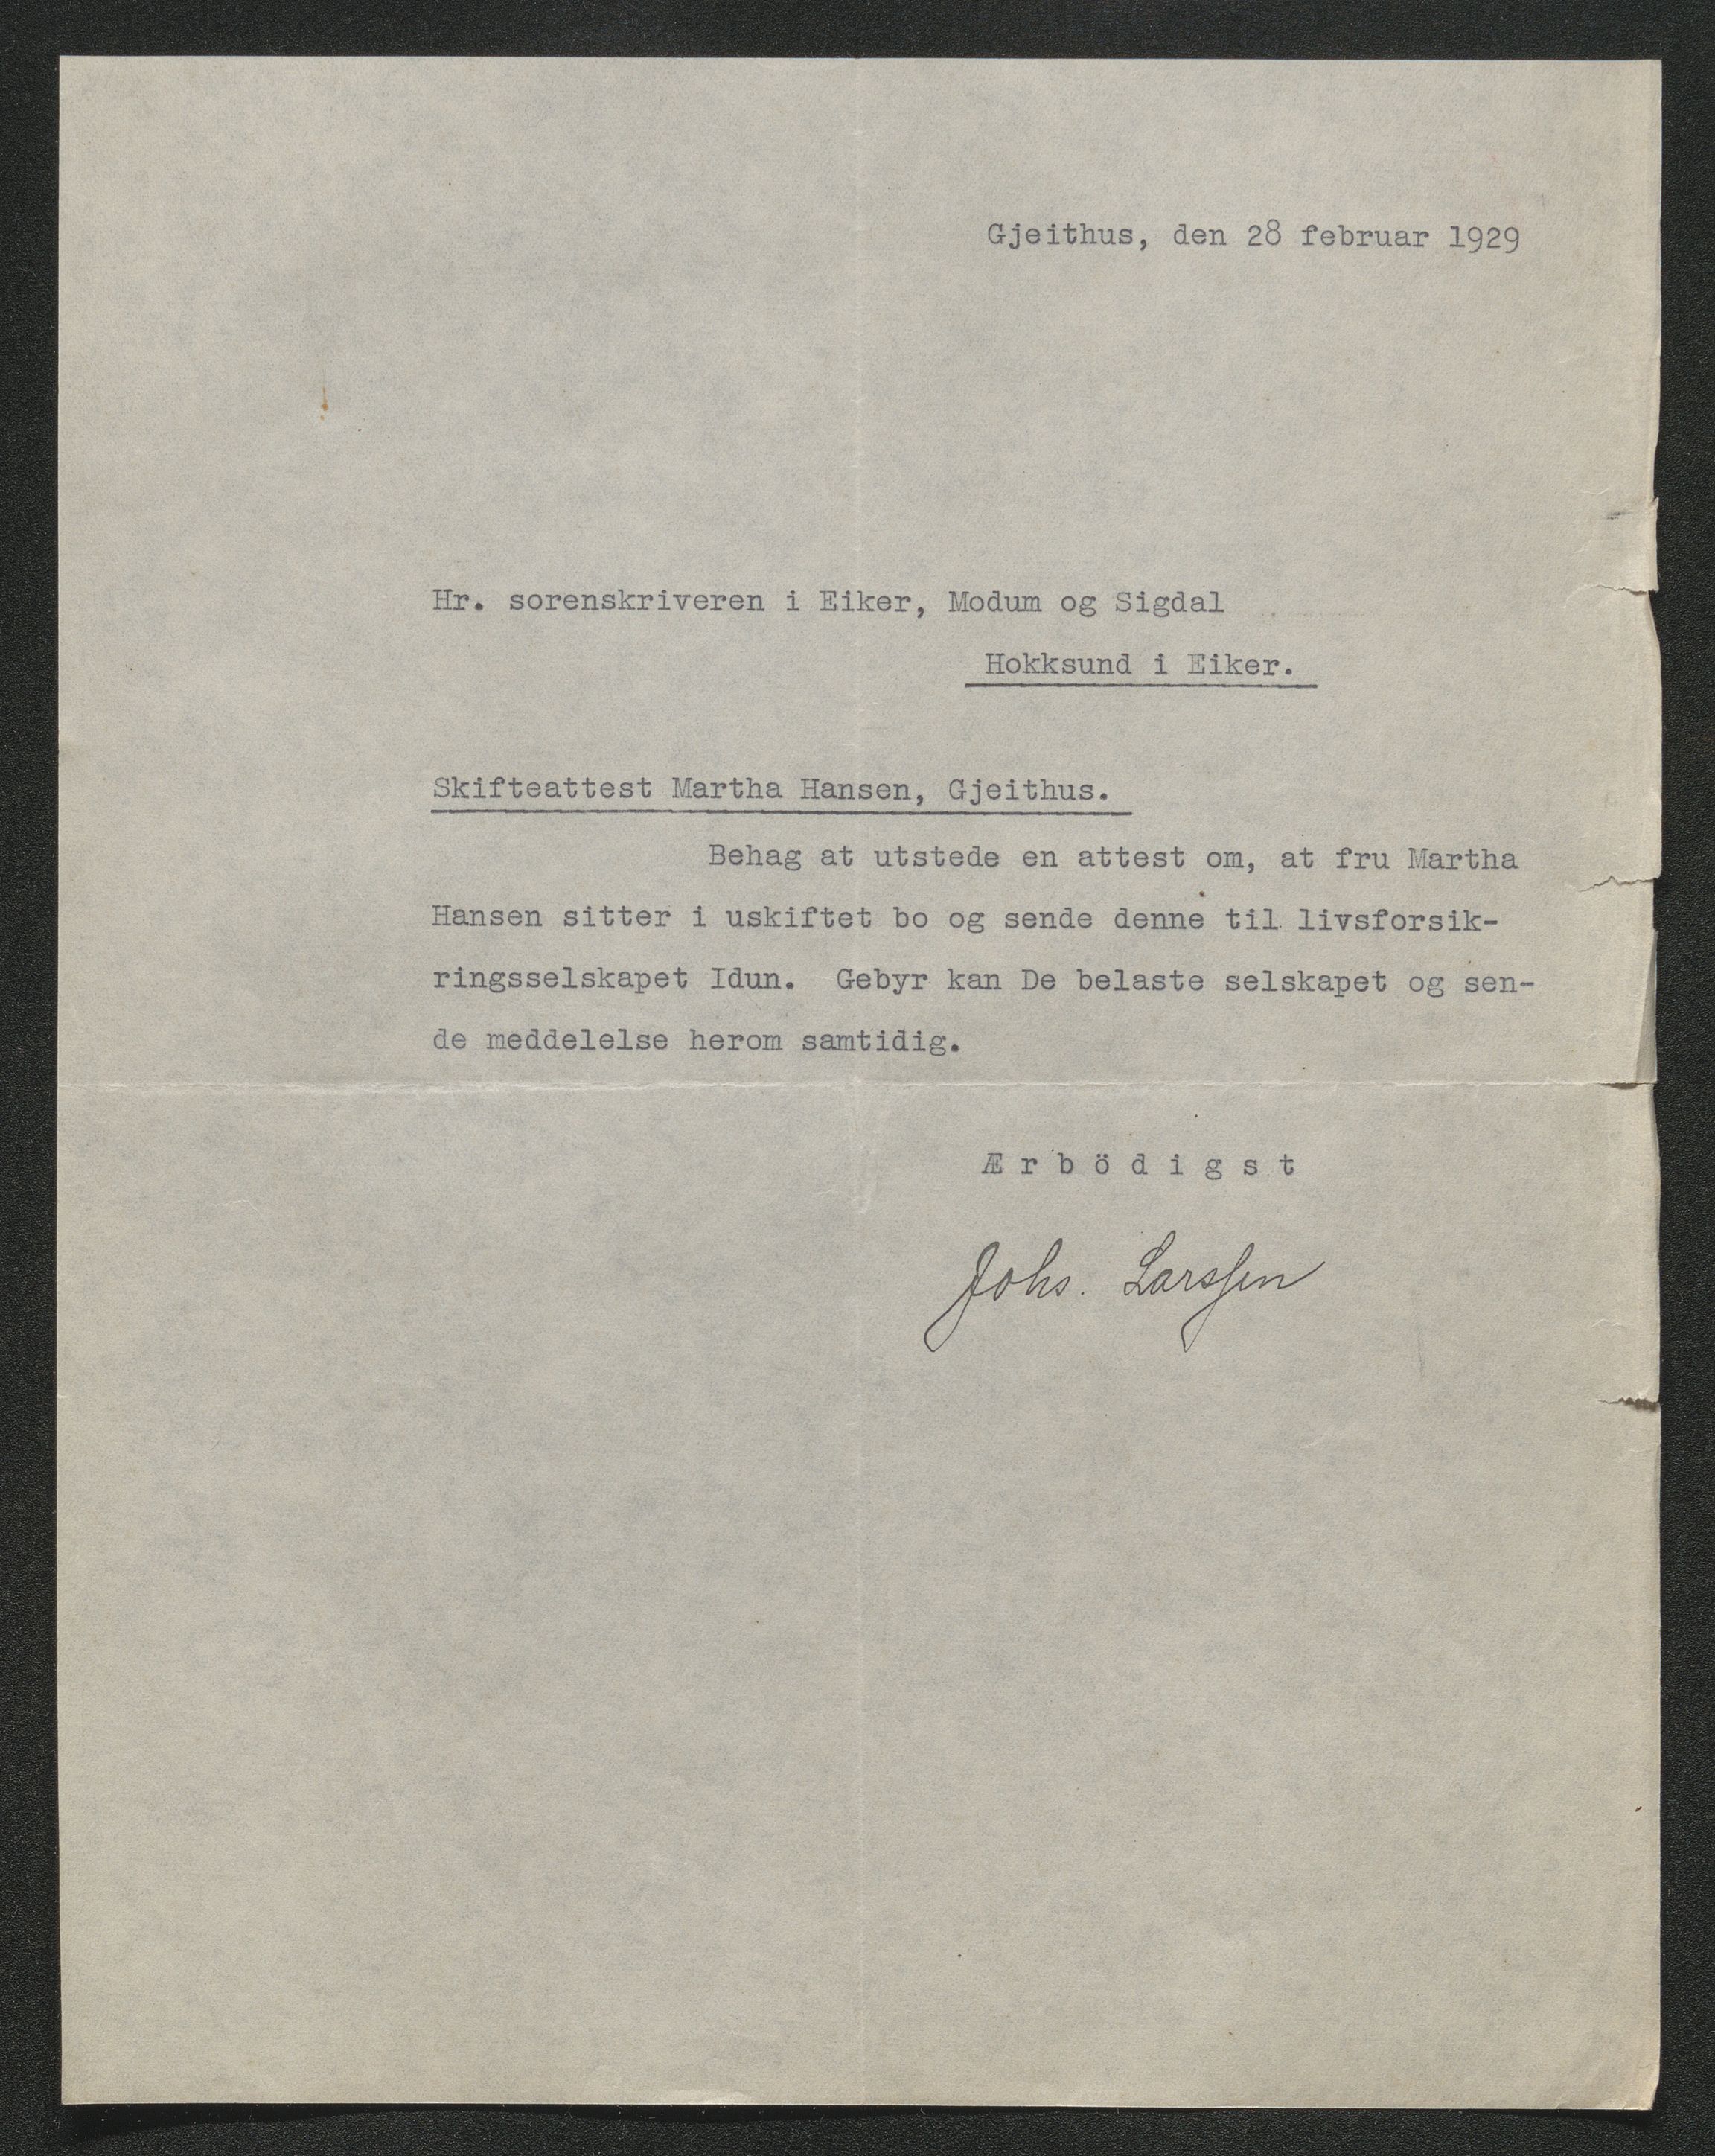 Gjeithus, den 28 februar 1929
Hr. sorenskriveren i Eiker, Modum og Sigdal
Hokksund i Eiker.
Skifteattest Martha Hansen, Gjeithus.
Behag at utstede en attest om, at fru Martha
Hansen sitter i uskiftet bo og sende denne til livsforsik-
ringsselskapet Idun. Gebyr kan De belaste selskapet og sen-
de meddelelse herom samtidig.
Æ r b ö d i g s t
Johs. Larssen